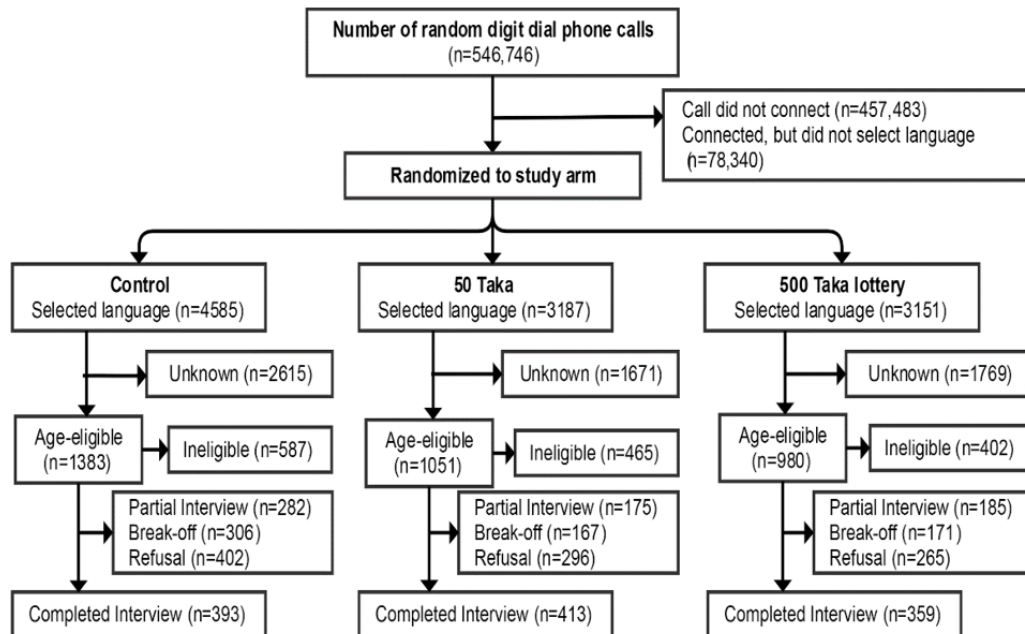 Number of random digit dial phone calls
(n=546,746)
Call did not connect (n=457,483)
Connected, but did not select language
(n=78,340)
Randomized to study arm
Control
Selected language (n=4585)
50 Taka
Selected language (n=3187)
500 Taka lottery
Selected language (n=3151)
Unknown (n=2615)
Unknown (n=1671)
Unknown (n=1769)
Age-eligible
(n=1383)
Ineligible (n=587)
Age-eligible
(n=1051)
Ineligible (n=465)
Age-eligible
(n=980)
Ineligible (n=402)
Partial Interview (n=282)
Break-off (n=306)
Refusal (n=402)
Partial Interview (n=175)
Break-off (n=167)
Refusal (n=296)
Partial Interview (n=185)
Break-off (n=171)
Refusal (n=265)
Completed Interview (n=393)
Completed Interview (n=413)
Completed Interview (n=359)